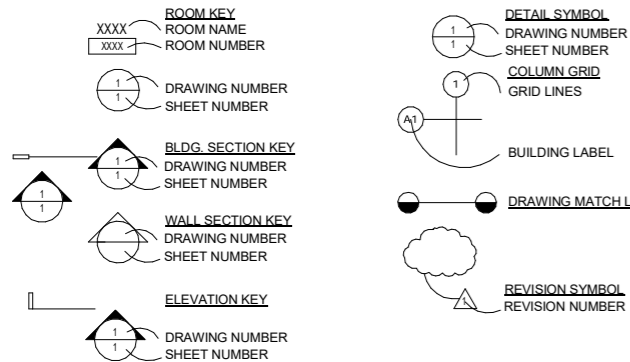 ROOM KEY
XXXX
ROOM NAME
XXXX
ROOM NUMBER
1
DRAWING NUMBER
1
SHEET NUMBER
BLDG. SECTION KEY
1
DRAWING NUMBER
1
SHEET NUMBER
1
1
WALL SECTION KEY
DRAWING NUMBER
SHEET NUMBER
ELEVATION KEY
1
DRAWING NUMBER
1
SHEET NUMBER
DETAIL SYMBOL
1
DRAWING NUMBER
1
SHEET NUMBER
COLUMN GRID
1
GRID LINES
A1
BUILDING LABEL
DRAWING MATCH L
REVISION SYMBOL
1
REVISION NUMBER